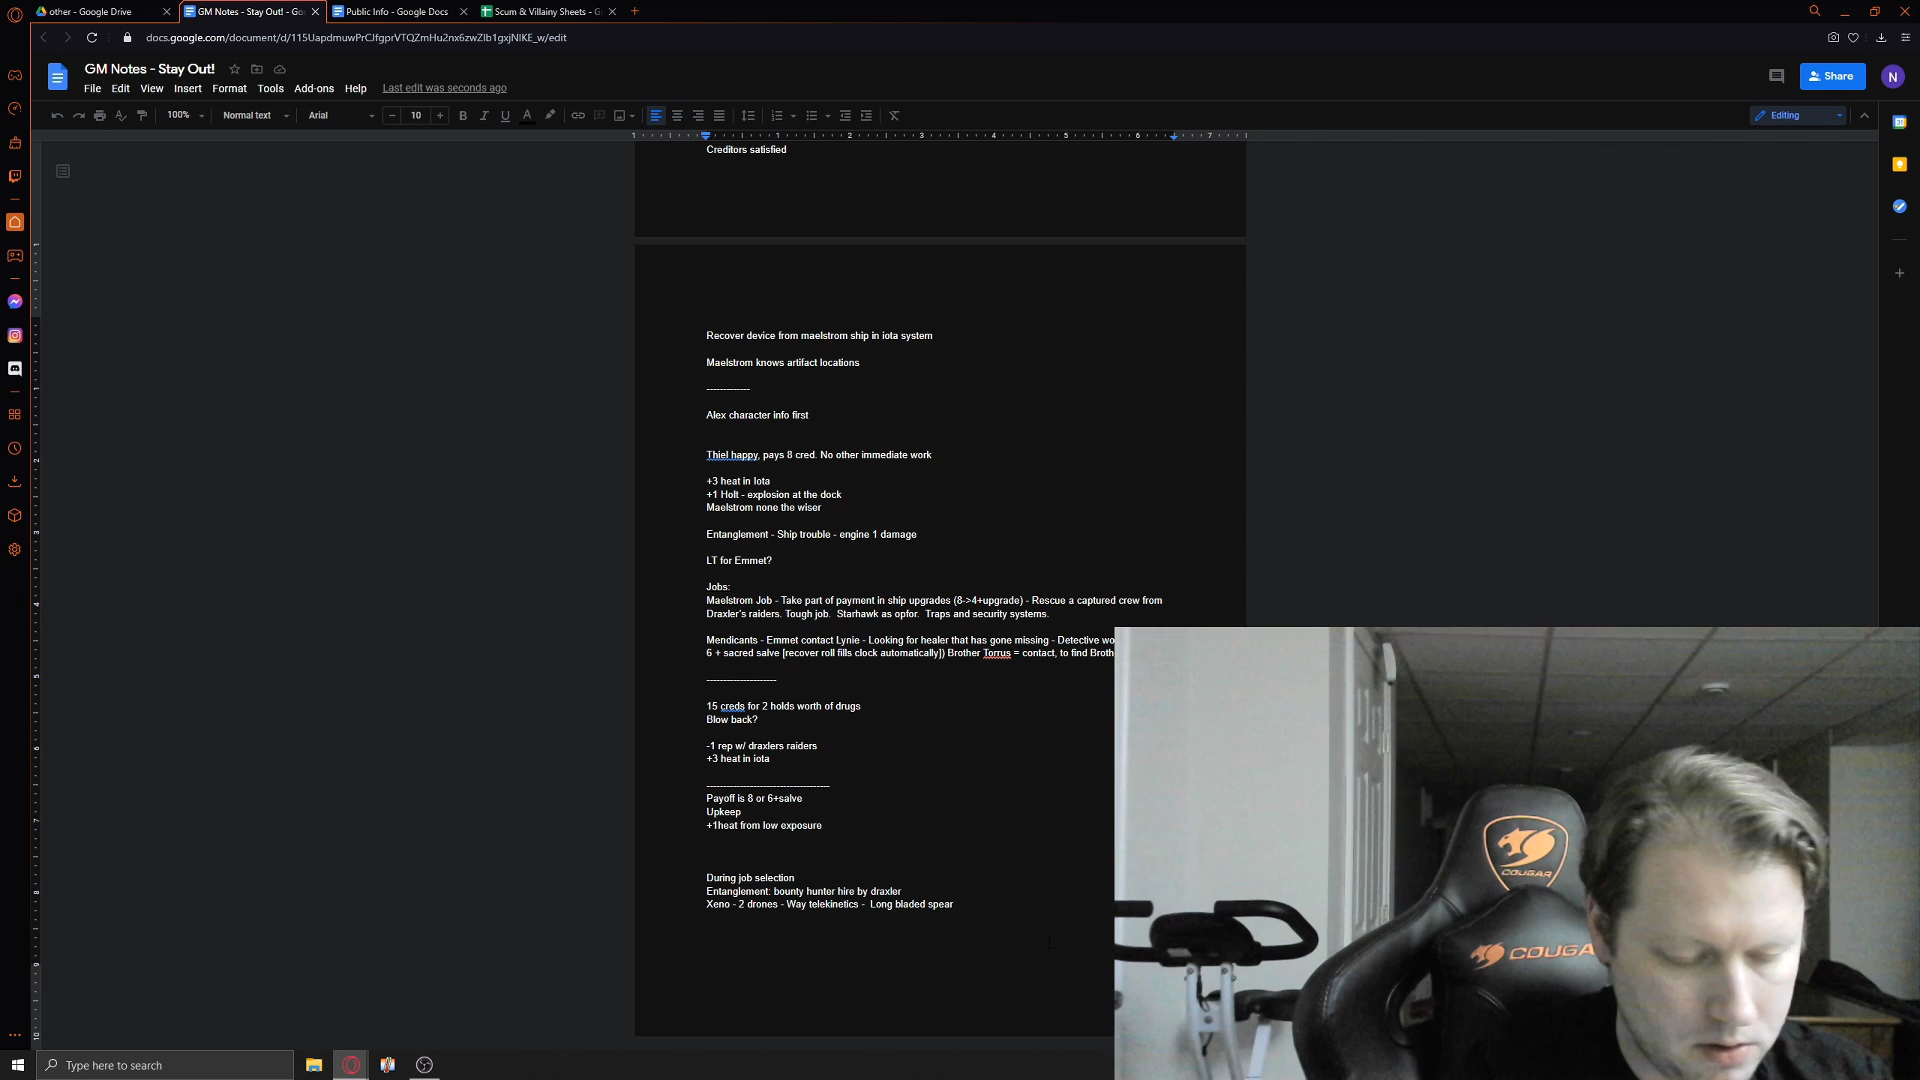 other - Google Drive
GM Notes - Stay Out! - Go
Public Info - Google Docs
Scum & Villainy Sheets - G
docs.google.com/document/d/115UapdmuwPrCJfgprVTQZmHu2nx6zwZlb1gxjNlKE_w/edit
GM Notes - Stay Out!
File Edit View Insert Format Tools Add-ons Help Last edit was seconds ago
Share
N
100% Normal text Arial 10 Editing
1 1 2 3 4 5 6 7
Creditors satisfied
Recover device from maelstrom ship in iota system
Maelstrom knows artifact locations
-------------
Alex character info first
Thiel happy, pays 8 cred. No other immediate work
+3 heat in Iota
+1 Holt - explosion at the dock
Maelstrom none the wiser
Entanglement - Ship trouble - engine 1 damage
LT for Emmet?
Jobs:
Maelstrom Job - Take part of payment in ship upgrades (8->4+upgrade) - Rescue a captured crew from
Draxler's raiders. Tough job.  Starhawk as opfor.  Traps and security systems.
Mendicants - Emmet contact Lynie - Looking for healer that has gone missing - Detective wo
6 + sacred salve [recover roll fills clock automatically]) Brother Torrus = contact, to find Broth
---------------------
15 creds for 2 holds worth of drugs
Blow back?
-1 rep w/ draxlers raiders
+3 heat in iota
-------------------------------------
Payoff is 8 or 6+salve
Upkeep
+1heat from low exposure
During job selection
Entanglement: bounty hunter hire by draxler
Xeno - 2 drones - Way telekinetics -  Long bladed spear
COUGAR
COUGA
Type here to search